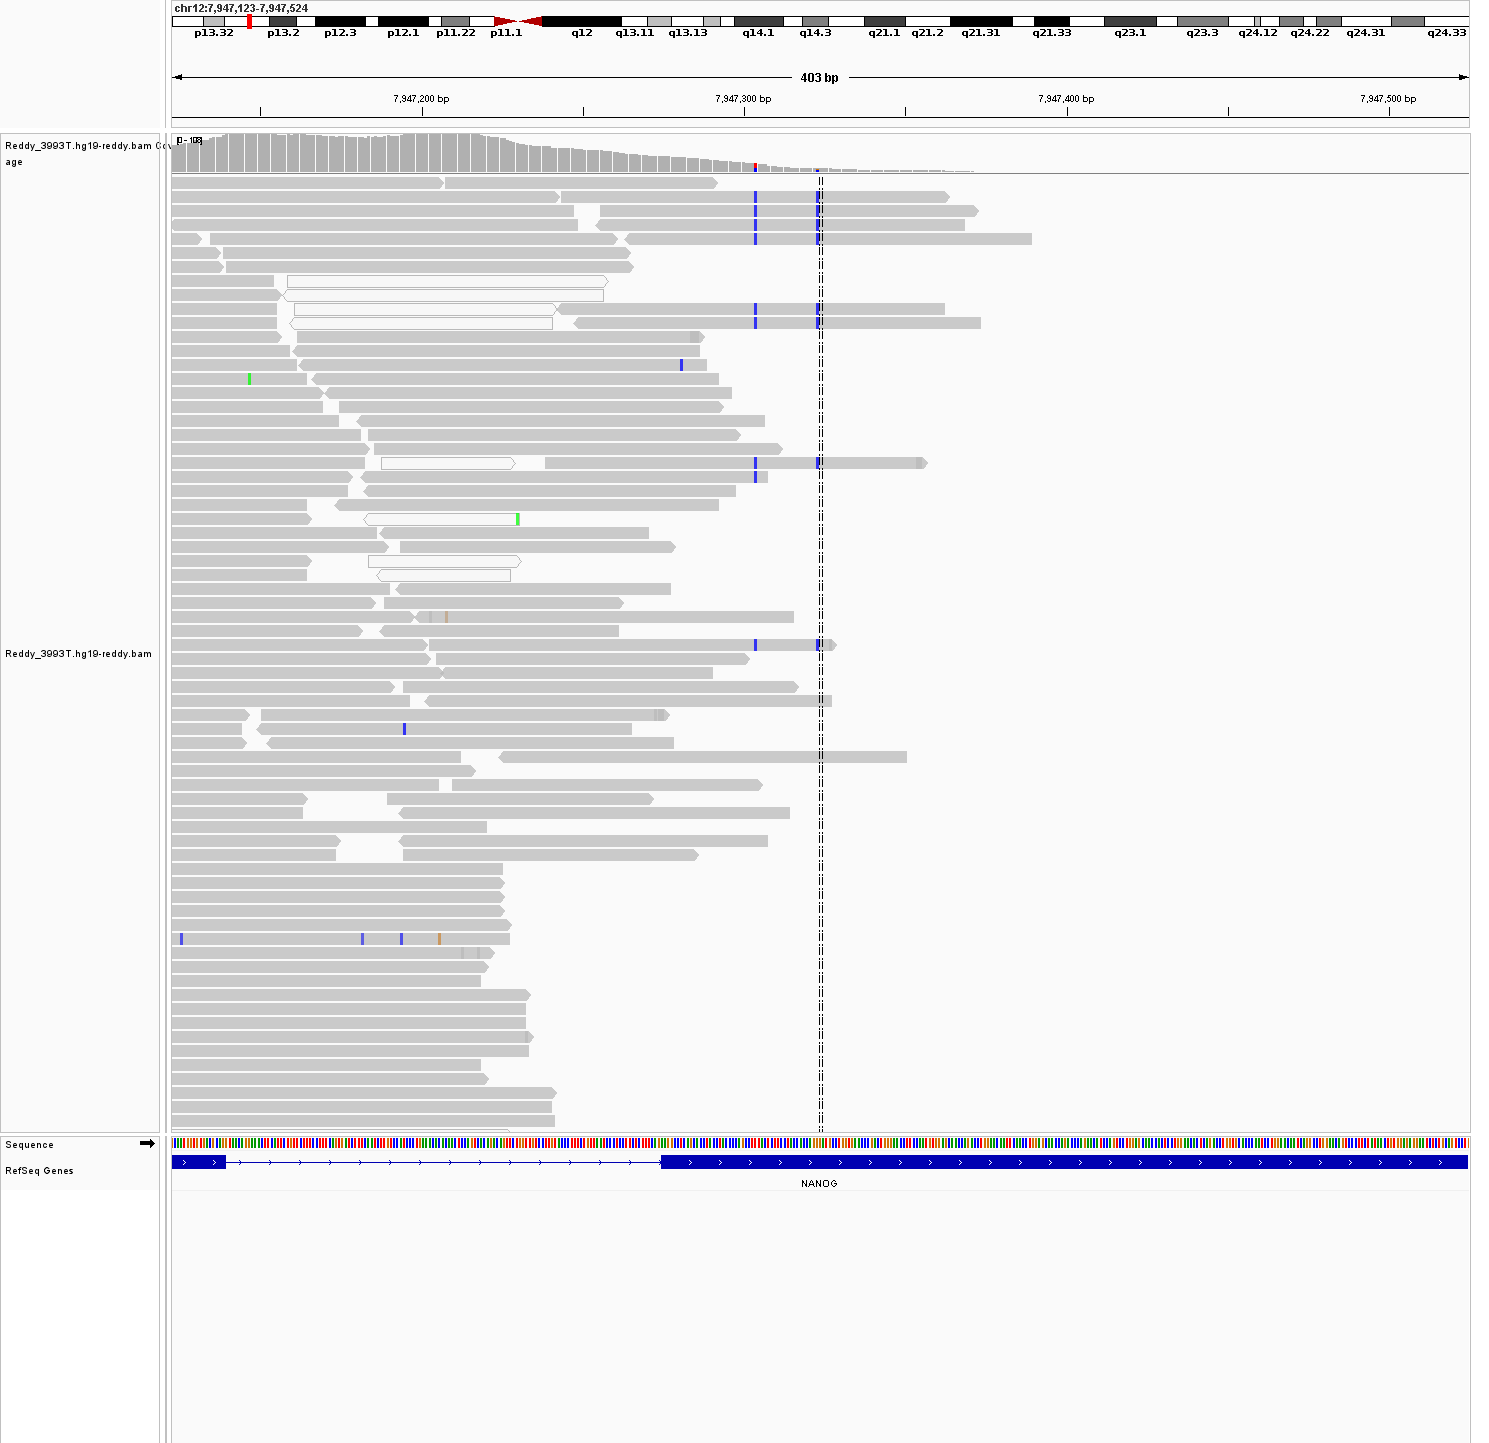 chr12:7,947,123-7,947,524
p13.32 p13.2 p12.3 p12.1 p11.22 p11.1 q12 q13.11 q13.13 q14.1 q14.3 q21.1 q21.2 q21.31 q21.33 q23.1 q23.3 q24.12 q24.22 q24.31 q24.33
403 bp
7,947,200 bp 7,947,300 bp 7,947,400 bp 7,947,500 bp
Reddy_3993T.hg19-reddy.bam
age
Reddy_3993T.hg19-reddy.bam
Sequence
RefSeq Genes
NANOG